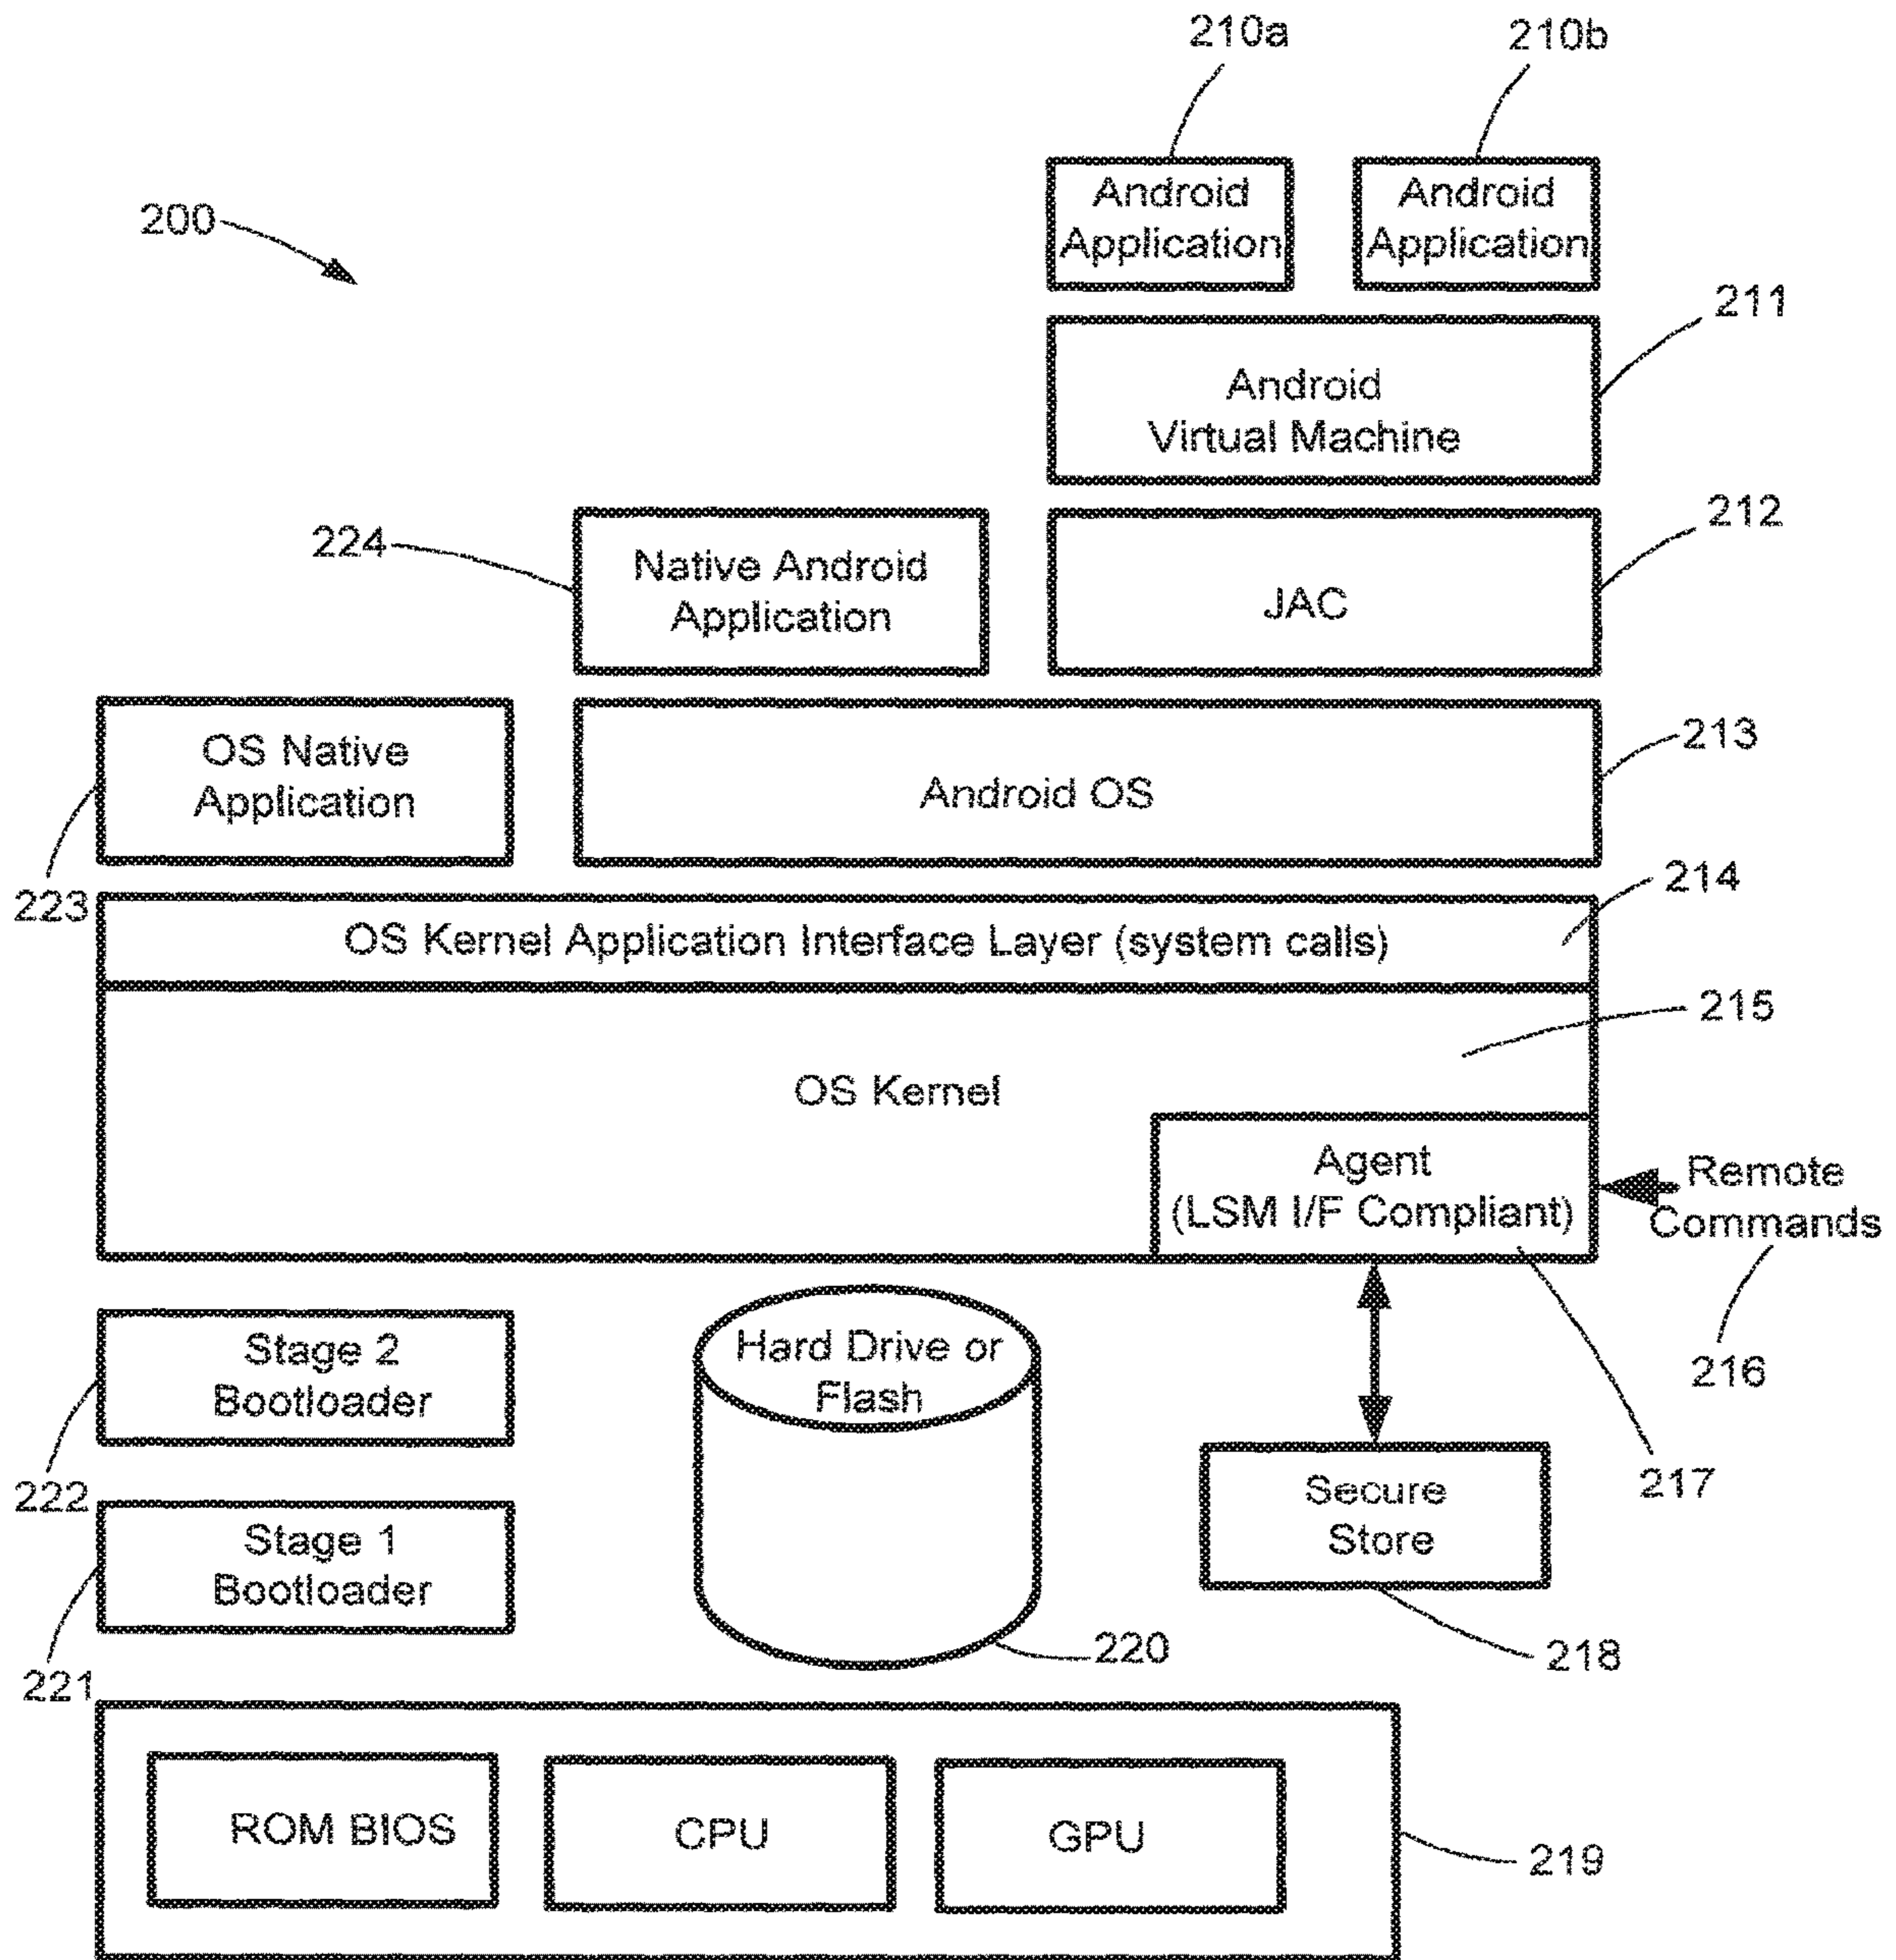 210a
210b
Android
Application
Android
Application
200
211
Android
Virtual Machine
212
224
Native Android
Application
JAC
213
OS Native
Application
Android OS
223
214
OS Kernel Application Interface Layer (system calls)
215
OS Kernel
Agent
(LSM I/F Compliant)
Remote
Commands
216
Stage 2
Bootloader
Hard Drive or
Flash
222
217
Secure
Store
Stage 1
Bootloader
220
218
221
ROM BIOS
CPU
GPU
219